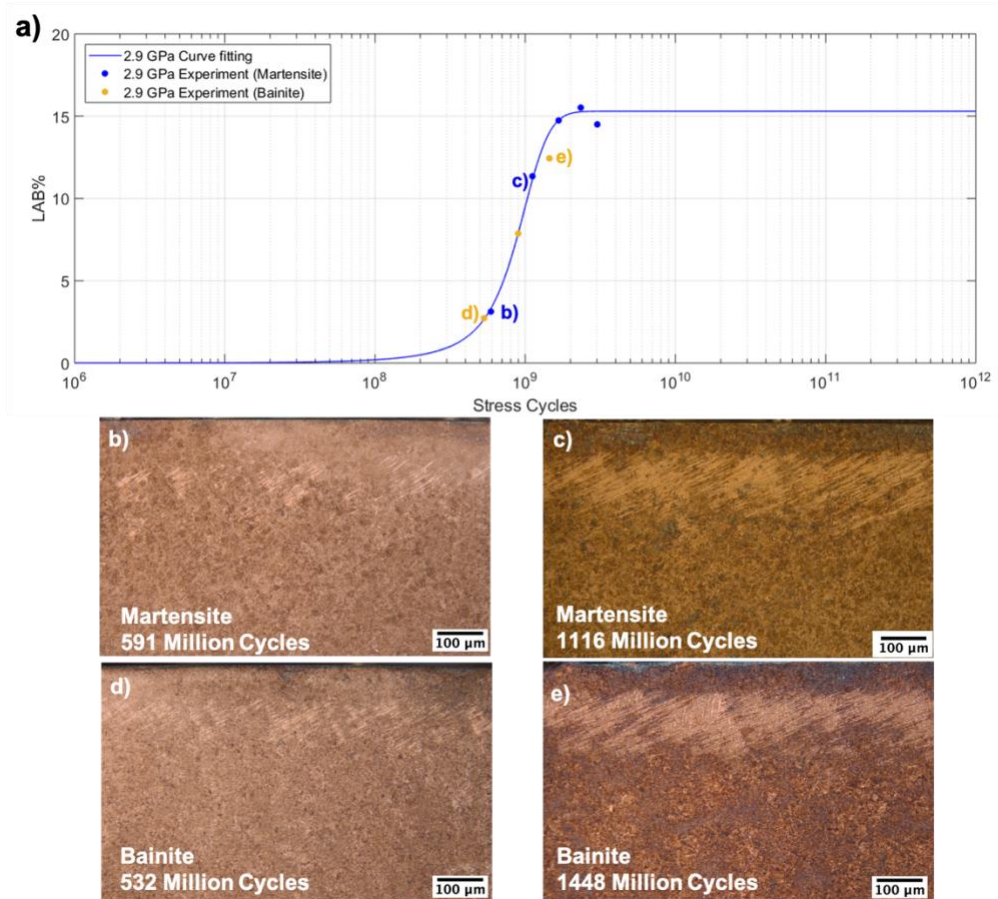 a)
20
15
10
5
0
LAB%
2.9 GPa Curve fitting
2.9 GPa Experiment (Martensite)
2.9 GPa Experiment (Bainite)
e)
c)
d)
b)
10^6
10^7
10^8
10^9
10^10
10^11
10^12
Stress Cycles
b)
Martensite
591 Million Cycles
100 µm
c)
Martensite
1116 Million Cycles
100 µm
d)
Bainite
532 Million Cycles
100 µm
e)
Bainite
1448 Million Cycles
100 µm